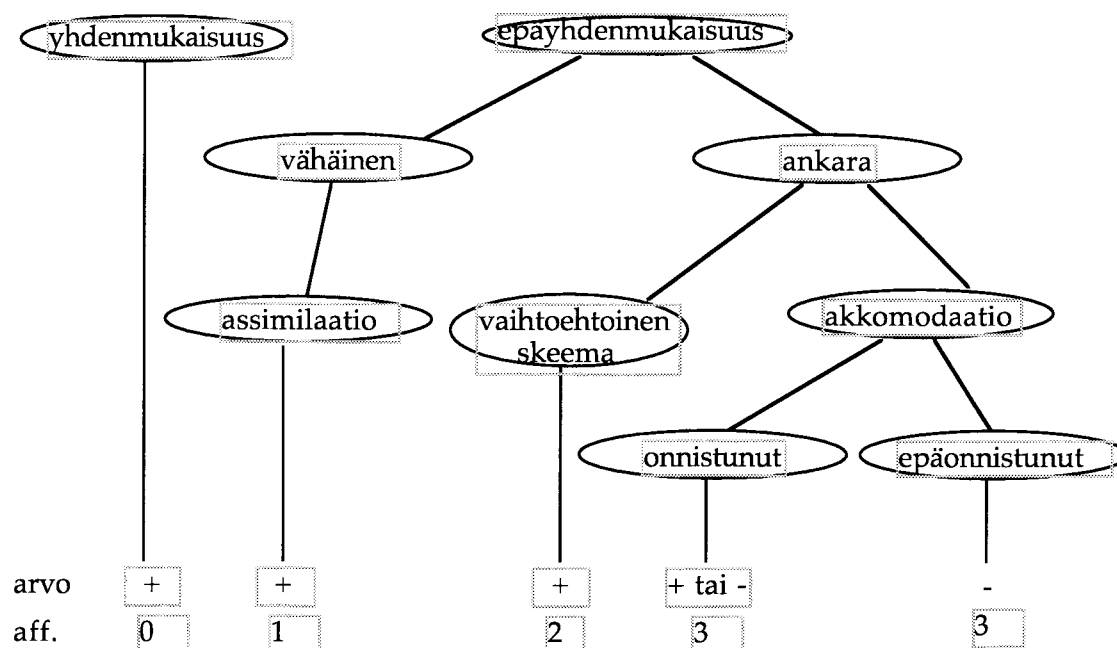 yhdenmukaisuus
epäyhdenmukaisuus
vähäinen
ankara
assimilaatio
vaihtoehtoinen
skeema
akkomodaatio
onnistunut
epäonnistunut
arvo + + + + tai - -
aff. 0 1 2 3 3